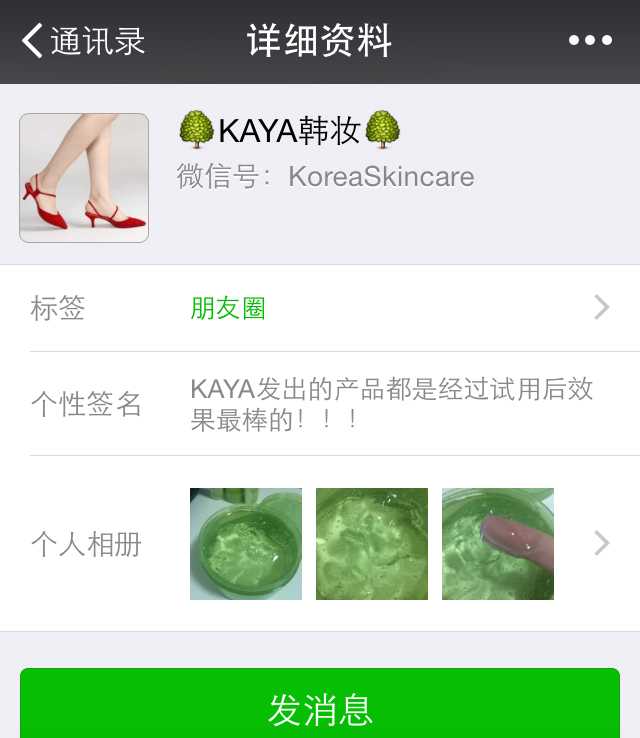 通讯录
详细资料
🌳KAYA韩妆🌳
微信号：KoreaSkincare
标签
朋友圈
个性签名
KAYA发出的产品都是经过试用后效
果最棒的！！！
个人相册
发消息